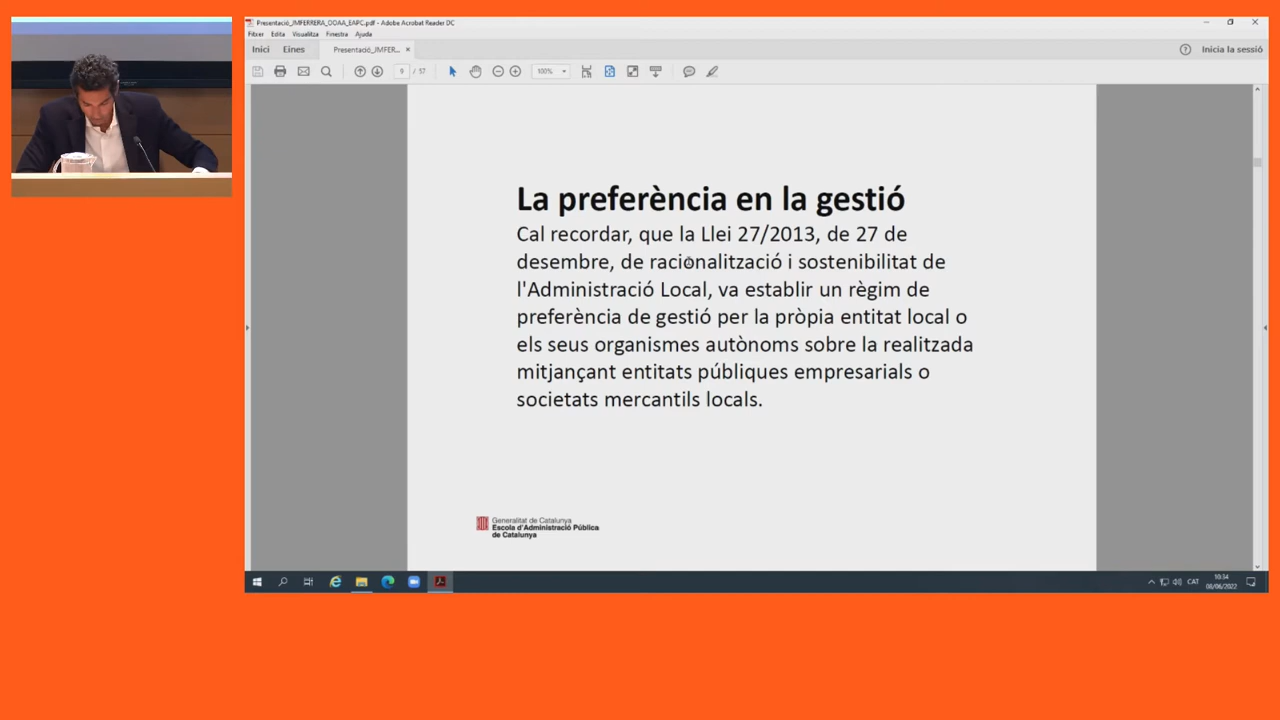 Presentació_JMFERRERA_OOAA_EAPC.pdf - Adobe Acrobat Reader DC
Fitxer Edita Visualitza Finestra Ajuda
Inici Eines Presentació_JMFER... × Inicia la sessió
9 / 57 100%
La preferència en la gestió
Cal recordar, que la Llei 27/2013, de 27 de
desembre, de racionalització i sostenibilitat de
l'Administració Local, va establir un règim de
preferència de gestió per la pròpia entitat local o
els seus organismes autònoms sobre la realitzada
mitjançant entitats públiques empresarials o
societats mercantils locals.
Generalitat de Catalunya
Escola d'Administració Pública
de Catalunya
CAT 10:34
08/06/2022